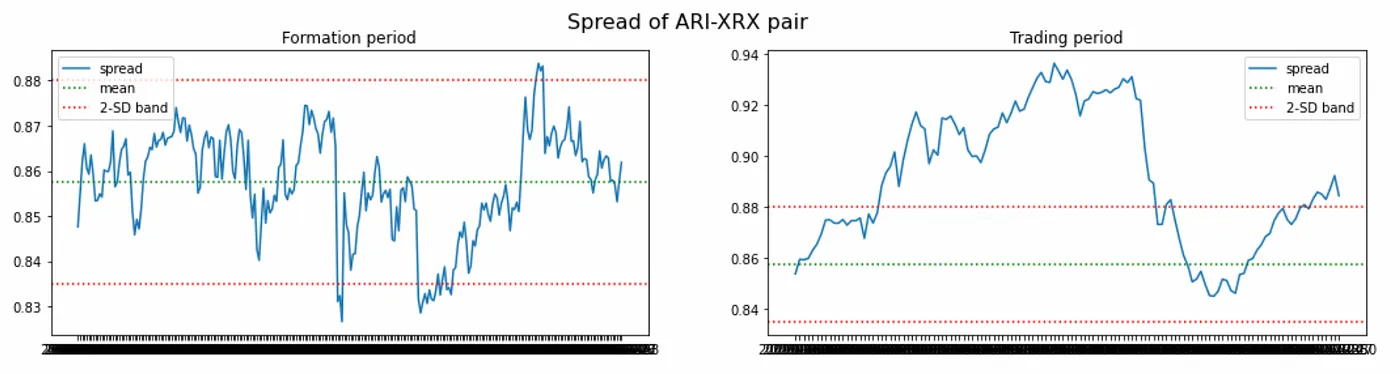 Spread of ARI-XRX pair
Formation period
0.88
0.87
0.86
0.85
0.84
0.83
spread
mean
2-SD band
Trading period
0.94
0.92
0.90
0.88
0.86
0.84
spread
mean
2-SD band